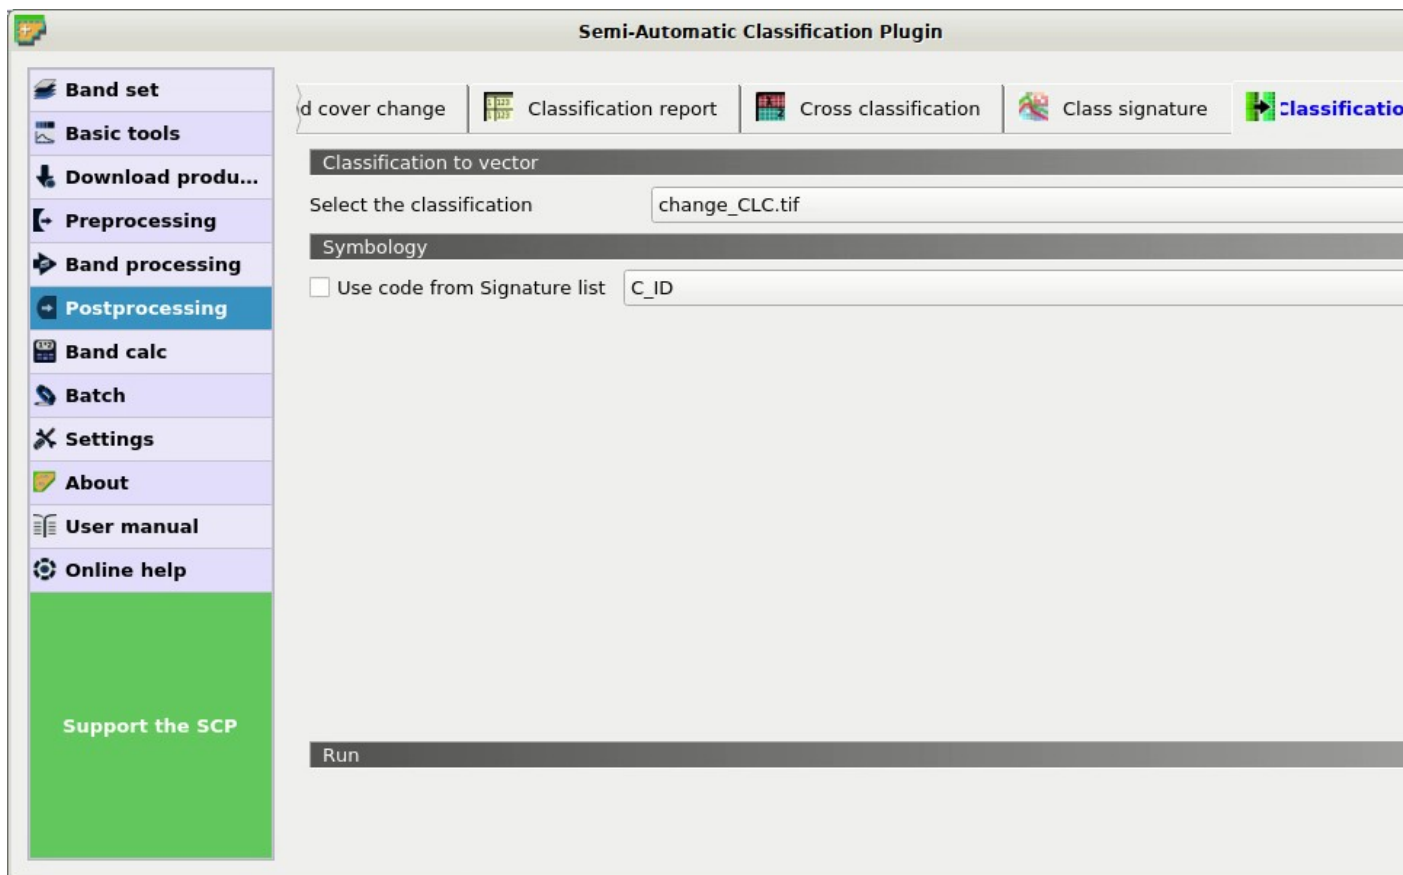 Semi-Automatic Classification Plugin
Band set
Basic tools
Download produ...
Preprocessing
Band processing
Postprocessing
Band calc
Batch
Settings
About
User manual
Online help
Support the SCP
d cover change
Classification report
Cross classification
Class signature
Classificatio
Classification to vector
Select the classification
change_CLC.tif
Symbology
Use code from Signature list
C_ID
Run